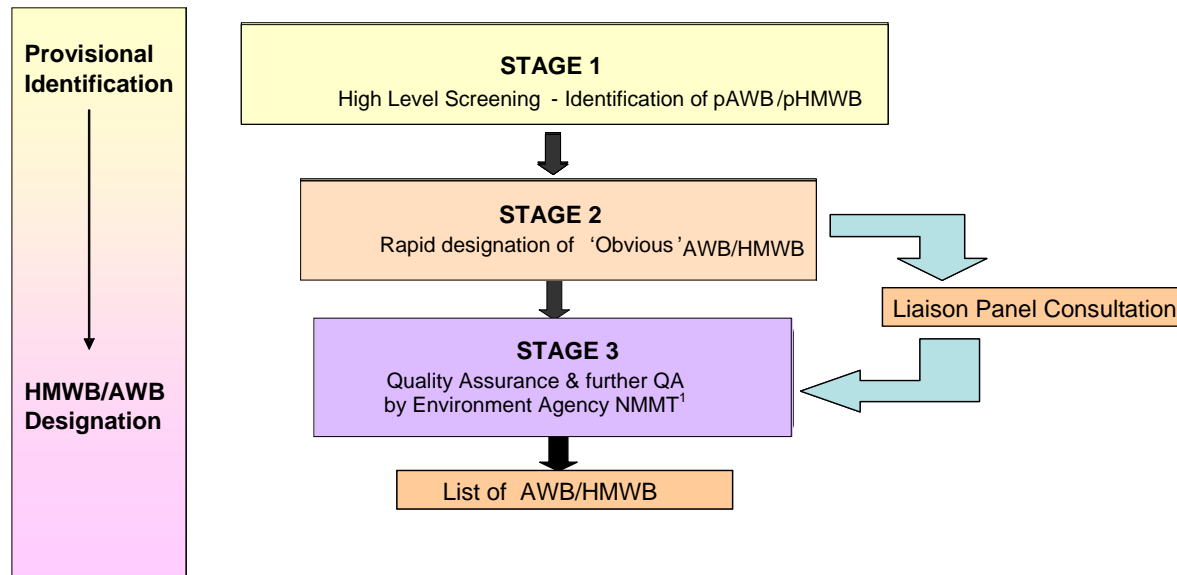 Provisional
Identification
HMWB/AWB
Designation
STAGE 1
High Level Screening - Identification of pAWB/pHMWB
STAGE 2
Rapid designation of ‘Obvious’ AWB/HMWB
Liaison Panel Consultation
STAGE 3
Quality Assurance & further QA
by Environment Agency NMMT¹
List of AWB/HMWB